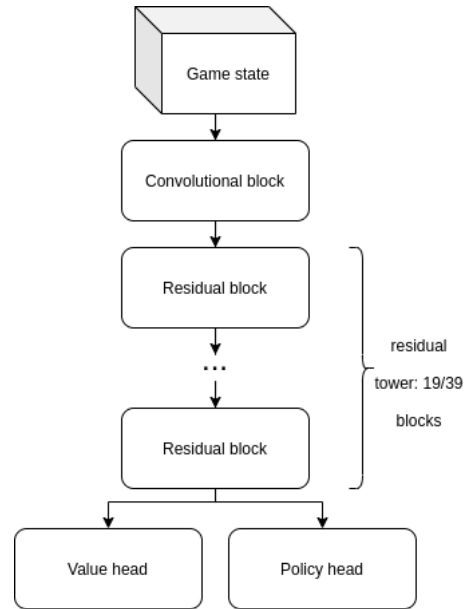 Game state
Convolutional block
Residual block
...
Residual block
residual
tower: 19/39
blocks
Value head
Policy head